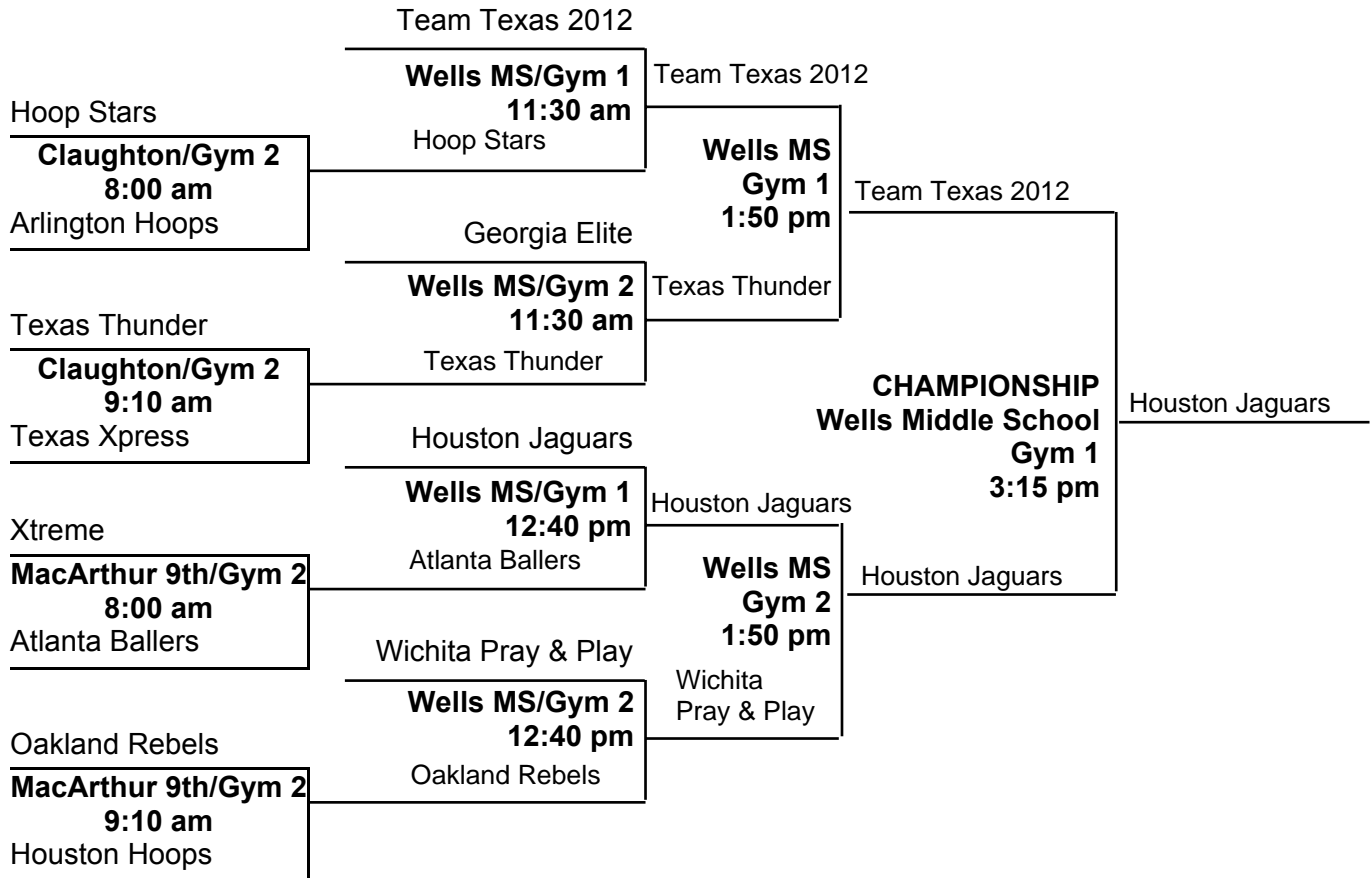 Team Texas 2012
Wells MS/Gym 1
11:30 am
Hoop Stars
Team Texas 2012
Hoop Stars
Claughton/Gym 2
8:00 am
Arlington Hoops
Wells MS
Gym 1
1:50 pm
Team Texas 2012
Georgia Elite
Wells MS/Gym 2
11:30 am
Texas Thunder
Texas Thunder
Texas Thunder
Claughton/Gym 2
9:10 am
Texas Xpress
CHAMPIONSHIP
Wells Middle School
Gym 1
3:15 pm
Houston Jaguars
Houston Jaguars
Wells MS/Gym 1
12:40 pm
Atlanta Ballers
Houston Jaguars
Xtreme
MacArthur 9th/Gym 2
8:00 am
Atlanta Ballers
Wells MS
Gym 2
1:50 pm
Houston Jaguars
Wichita Pray & Play
Wells MS/Gym 2
12:40 pm
Oakland Rebels
Wichita
Pray & Play
Oakland Rebels
MacArthur 9th/Gym 2
9:10 am
Houston Hoops